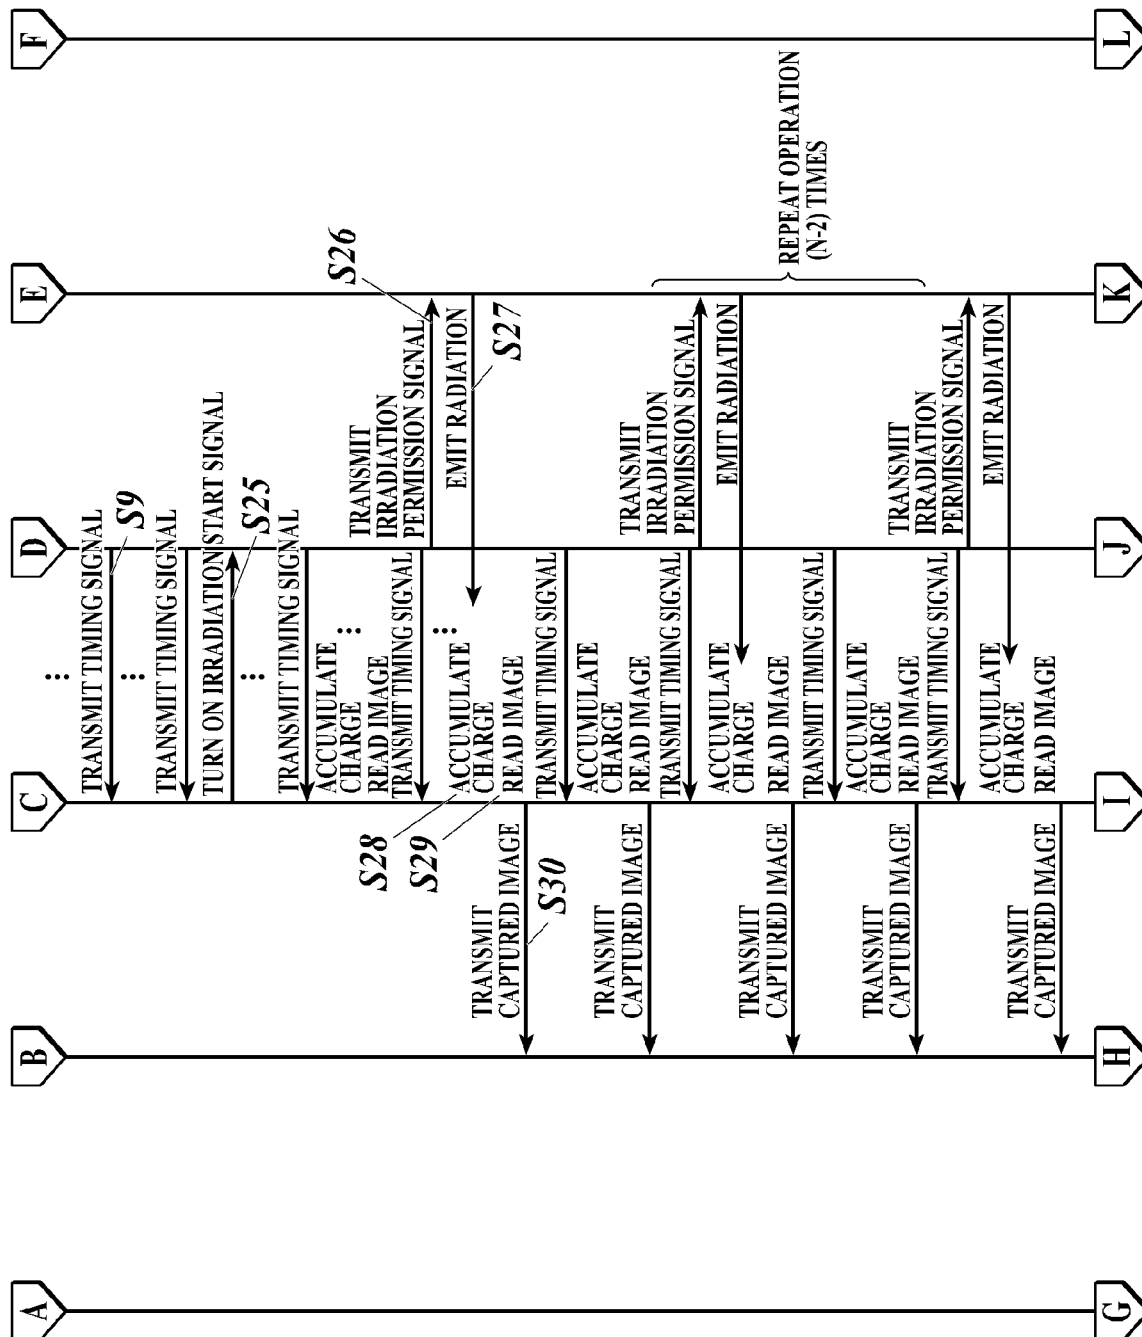 A
B
C
D
E
F
TRANSMIT TIMING SIGNAL
S9
TRANSMIT TIMING SIGNAL
TURN ON IRRADIATION START SIGNAL
S25
TRANSMIT TIMING SIGNAL
ACCUMULATE
CHARGE
READ IMAGE
TRANSMIT TIMING SIGNAL
TRANSMIT
IRRADIATION
PERMISSION SIGNAL
S26
EMIT RADIATION
S27
S28
ACCUMULATE
CHARGE
S29
READ IMAGE
TRANSMIT
CAPTURED IMAGE
S30
TRANSMIT TIMING SIGNAL
ACCUMULATE
CHARGE
READ IMAGE
TRANSMIT
CAPTURED IMAGE
TRANSMIT TIMING SIGNAL
TRANSMIT
IRRADIATION
PERMISSION SIGNAL
EMIT RADIATION
ACCUMULATE
CHARGE
READ IMAGE
TRANSMIT
CAPTURED IMAGE
REPEAT OPERATION
(N-2) TIMES
TRANSMIT TIMING SIGNAL
ACCUMULATE
CHARGE
READ IMAGE
TRANSMIT
CAPTURED IMAGE
TRANSMIT TIMING SIGNAL
TRANSMIT
IRRADIATION
PERMISSION SIGNAL
EMIT RADIATION
ACCUMULATE
CHARGE
READ IMAGE
TRANSMIT
CAPTURED IMAGE
G
H
I
J
K
L